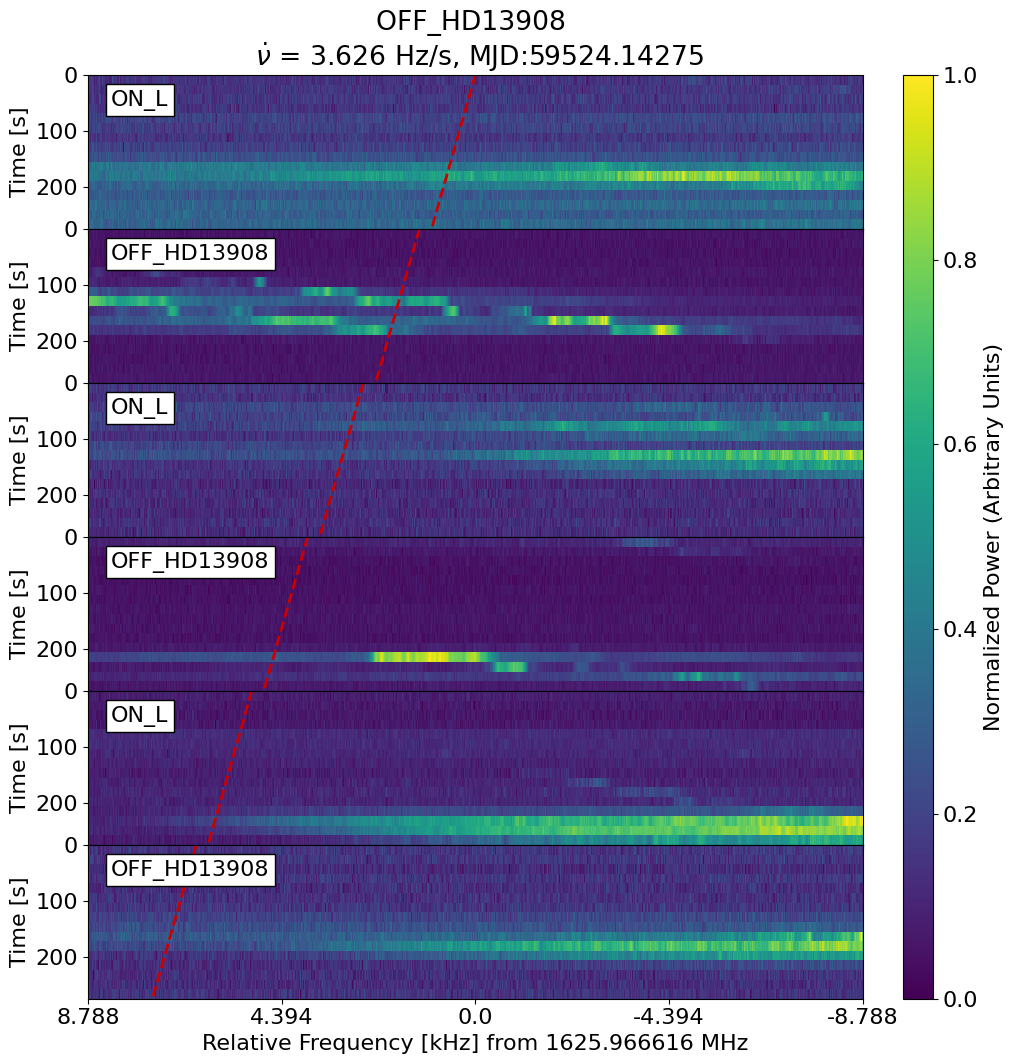 OFF_HD13908
ν̇ = 3.626 Hz/s, MJD:59524.14275
ON_L
OFF_HD13908
ON_L
OFF_HD13908
ON_L
OFF_HD13908
Time [s]
0
100
200
Time [s]
0
100
200
Time [s]
0
100
200
Time [s]
0
100
200
Time [s]
0
100
200
Time [s]
0
100
200
8.788
4.394
0.0
-4.394
-8.788
Relative Frequency [kHz] from 1625.966616 MHz
1.0
0.8
0.6
0.4
0.2
0.0
Normalized Power (Arbitrary Units)